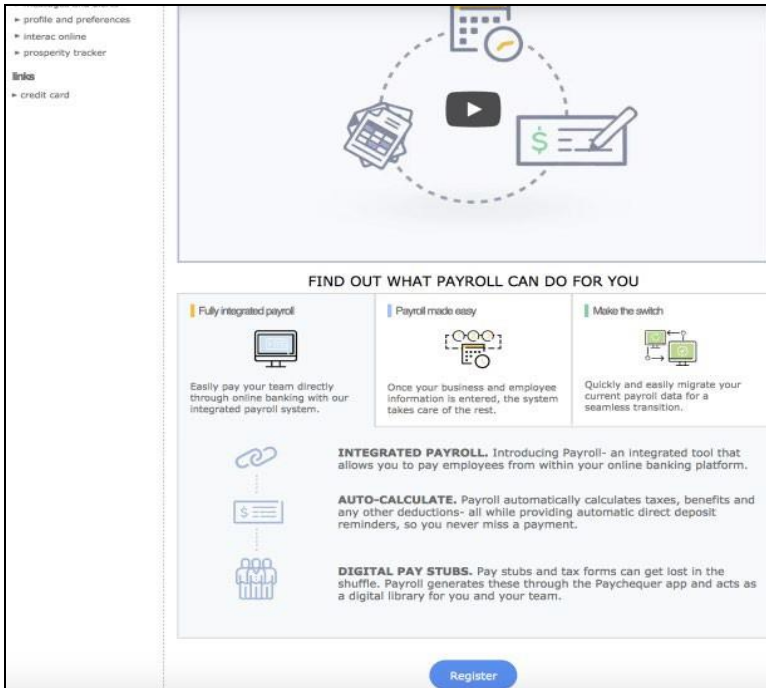 ► profile and preferences
► interac online
► prosperity tracker
links
► credit card
$
FIND OUT WHAT PAYROLL CAN DO FOR YOU
Fully integrated payroll
Easily pay your team directly
through online banking with our
integrated payroll system.
Payroll made easy
Once your business and employee
information is entered, the system
takes care of the rest.
Make the switch
Quickly and easily migrate your
current payroll data for a
seamless transition.
INTEGRATED PAYROLL. Introducing Payroll- an integrated tool that
allows you to pay employees from within your online banking platform.
$
AUTO-CALCULATE. Payroll automatically calculates taxes, benefits and
any other deductions- all while providing automatic direct deposit
reminders, so you never miss a payment.
DIGITAL PAY STUBS. Pay stubs and tax forms can get lost in the
shuffle. Payroll generates these through the Paychequer app and acts as
a digital library for you and your team.
Register